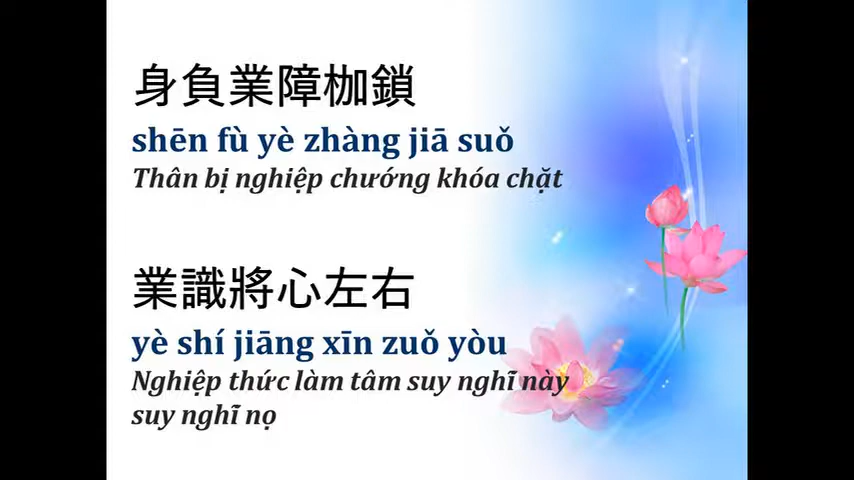 身負業障枷鎖
shēn fù yè zhàng jiā suǒ
Thân bị nghiệp chướng khóa chặt
業識將心左右
yè shí jiāng xīn zuǒ yòu
Nghiệp thức làm tâm suy nghĩ này
suy nghĩ nọ